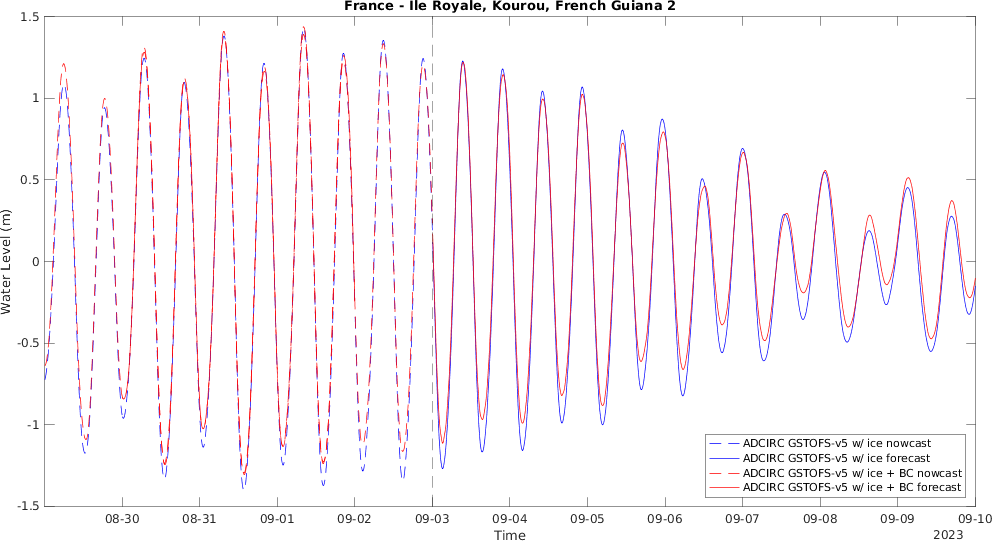 France - Ile Royale, Kourou, French Guiana 2
1.5
1
0.5
0
-0.5
-1
-1.5
Water Level (m)
08-30 08-31 09-01 09-02 09-03 09-04 09-05 09-06 09-07 09-08 09-09 09-10
Time
2023
ADCIRC GSTOFS-v5 w/ ice nowcast
ADCIRC GSTOFS-v5 w/ ice forecast
ADCIRC GSTOFS-v5 w/ ice + BC nowcast
ADCIRC GSTOFS-v5 w/ ice + BC forecast